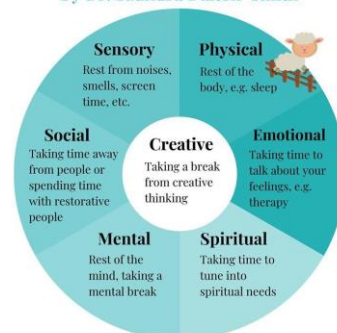 Sensory
Rest from noises,
smells, screen
time, etc.
Physical
Rest of the
body, e.g. sleep
Social
Taking time away
from people or
spending time
with restorative
people
Creative
Taking a break
from creative
thinking
Emotional
Taking time to
talk about your
feelings, e.g.
therapy
Mental
Rest of the
mind, taking a
mental break
Spiritual
Taking time to
tune into
spiritual needs